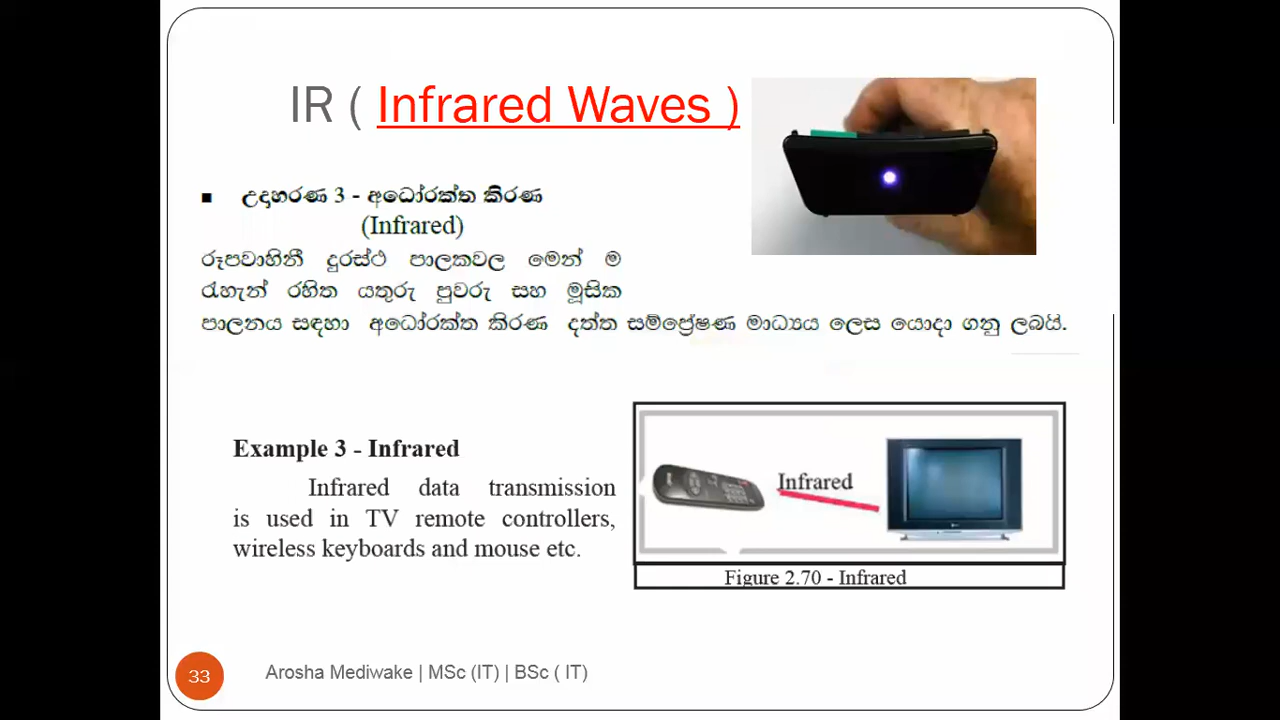 IR ( Infrared Waves )
▪ උදාහරණ 3 - අධෝරක්ත කිරණ
(Infrared)
රූපවාහිනී දුරස්ථ පාලකවල මෙන් ම
රැහැන් රහිත යතුරු පුවරු සහ මූසික
පාලනය සඳහා අධෝරක්ත කිරණ දත්ත සම්ප්‍රේෂණ මාධ්‍යය ලෙස යොදා ගනු ලබයි.
Example 3 - Infrared
Infrared data transmission
is used in TV remote controllers,
wireless keyboards and mouse etc.
Infrared
Figure 2.70 - Infrared
33
Arosha Mediwake | MSc (IT) | BSc ( IT)